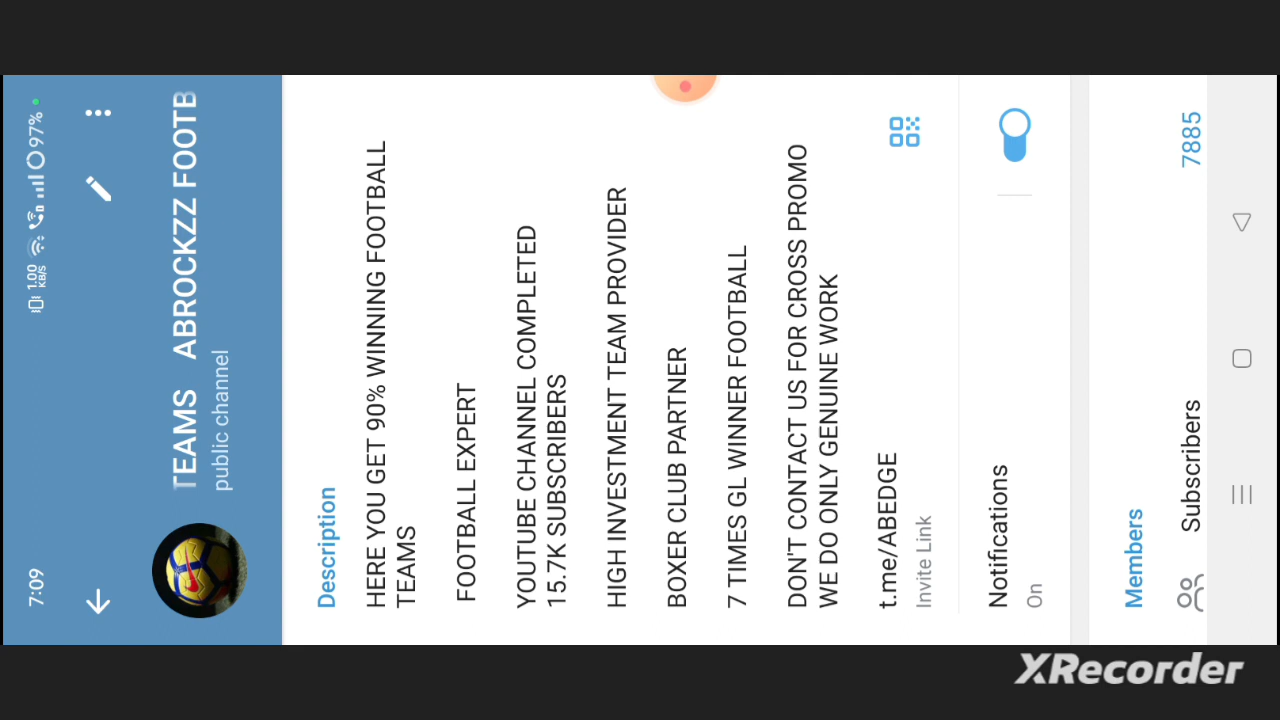 7:09
1.00
KB/S
97%
TEAMS ABROCKZZ FOOTB
public channel
Description
HERE YOU GET 90% WINNING FOOTBALL
TEAMS
FOOTBALL EXPERT
YOUTUBE CHANNEL COMPLETED
15.7K SUBSCRIBERS
HIGH INVESTMENT TEAM PROVIDER
BOXER CLUB PARTNER
7 TIMES GL WINNER FOOTBALL
DON'T CONTACT US FOR CROSS PROMO
WE DO ONLY GENUINE WORK
t.me/ABEDGE
Invite Link
Notifications
On
Members
Subscribers 7885
XRecorder